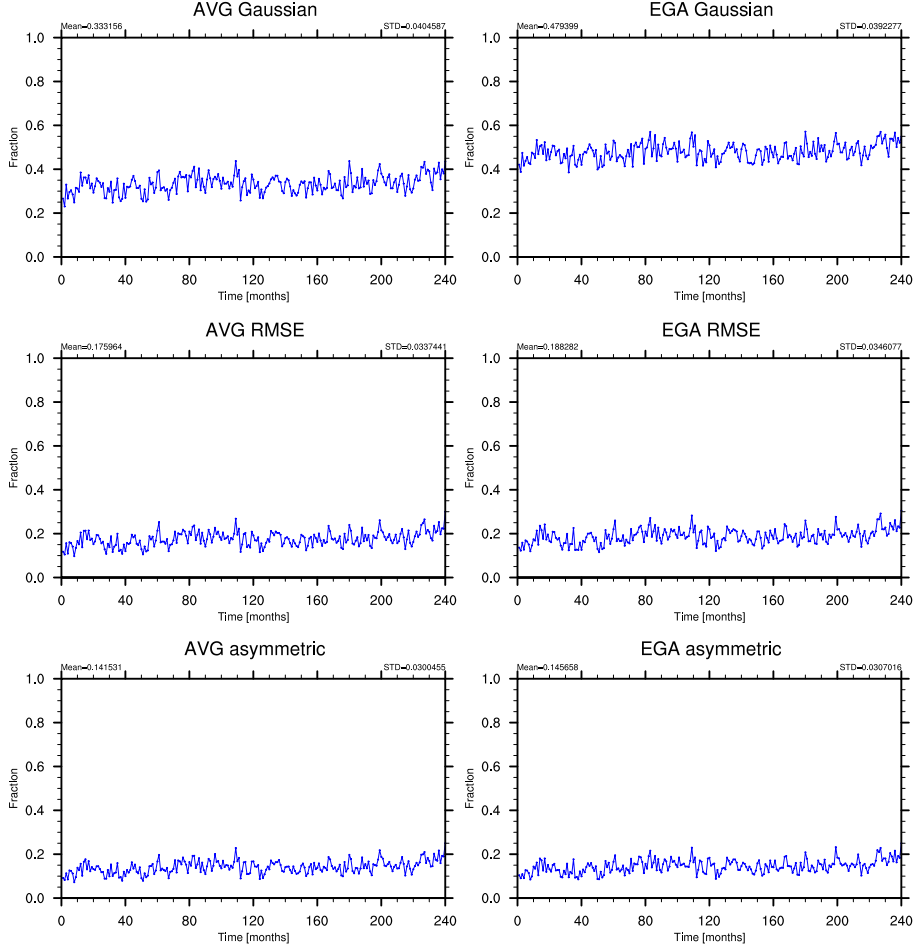 AVG Gaussian
Mean=0.333156 STD=0.0404587
1.0
0.8
0.6
0.4
0.2
0.0
Fraction
0 40 80 120 160 200 240
Time [months]
EGA Gaussian
Mean=0.479399 STD=0.0392277
1.0
0.8
0.6
0.4
0.2
0.0
Fraction
0 40 80 120 160 200 240
Time [months]
AVG RMSE
Mean=0.175964 STD=0.0337441
1.0
0.8
0.6
0.4
0.2
0.0
Fraction
0 40 80 120 160 200 240
Time [months]
EGA RMSE
Mean=0.188282 STD=0.0346077
1.0
0.8
0.6
0.4
0.2
0.0
Fraction
0 40 80 120 160 200 240
Time [months]
AVG asymmetric
Mean=0.141531 STD=0.0300455
1.0
0.8
0.6
0.4
0.2
0.0
Fraction
0 40 80 120 160 200 240
Time [months]
EGA asymmetric
Mean=0.145658 STD=0.0307016
1.0
0.8
0.6
0.4
0.2
0.0
Fraction
0 40 80 120 160 200 240
Time [months]